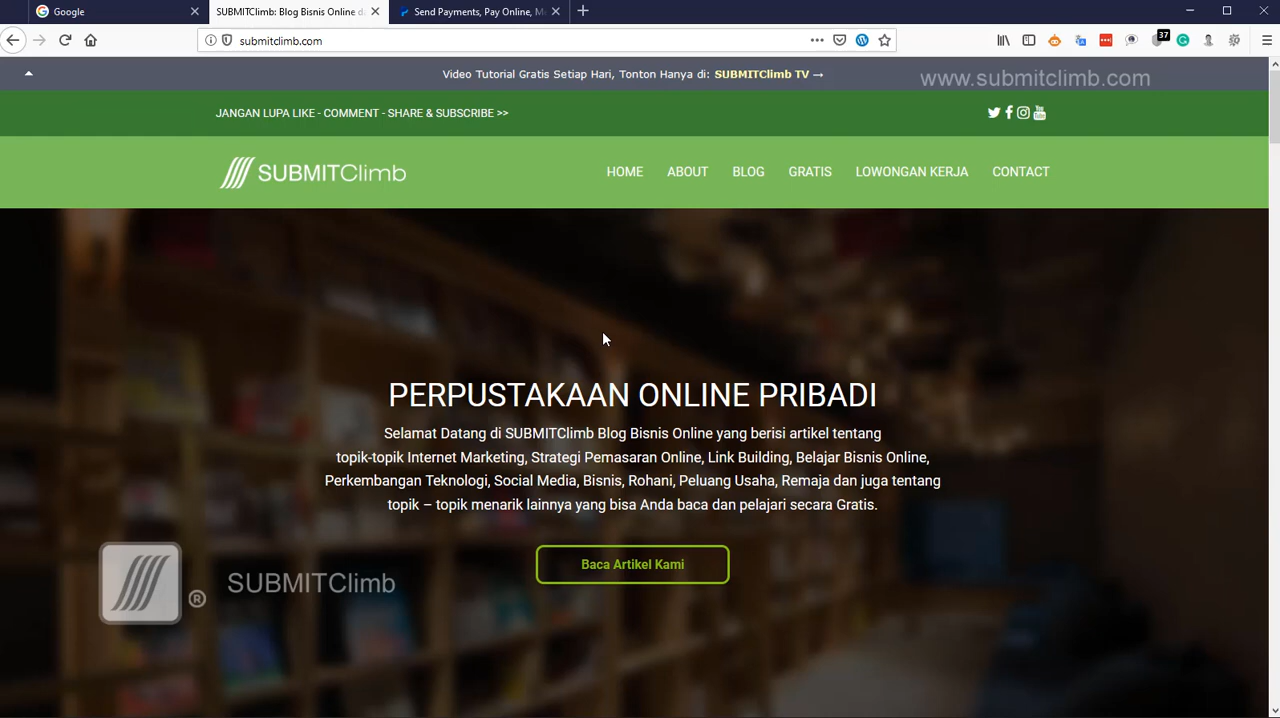 Google
SUBMITClimb: Blog Bisnis Online d
Send Payments, Pay Online, M
submitclimb.com
37
Video Tutorial Gratis Setiap Hari, Tonton Hanya di: SUBMITClimb TV →
www.submitclimb.com
JANGAN LUPA LIKE - COMMENT - SHARE & SUBSCRIBE >>
SUBMITClimb
HOME ABOUT BLOG GRATIS LOWONGAN KERJA CONTACT
PERPUSTAKAAN ONLINE PRIBADI
Selamat Datang di SUBMITClimb Blog Bisnis Online yang berisi artikel tentang
topik-topik Internet Marketing, Strategi Pemasaran Online, Link Building, Belajar Bisnis Online,
Perkembangan Teknologi, Social Media, Bisnis, Rohani, Peluang Usaha, Remaja dan juga tentang
topik – topik menarik lainnya yang bisa Anda baca dan pelajari secara Gratis.
Baca Artikel Kami
® SUBMITClimb